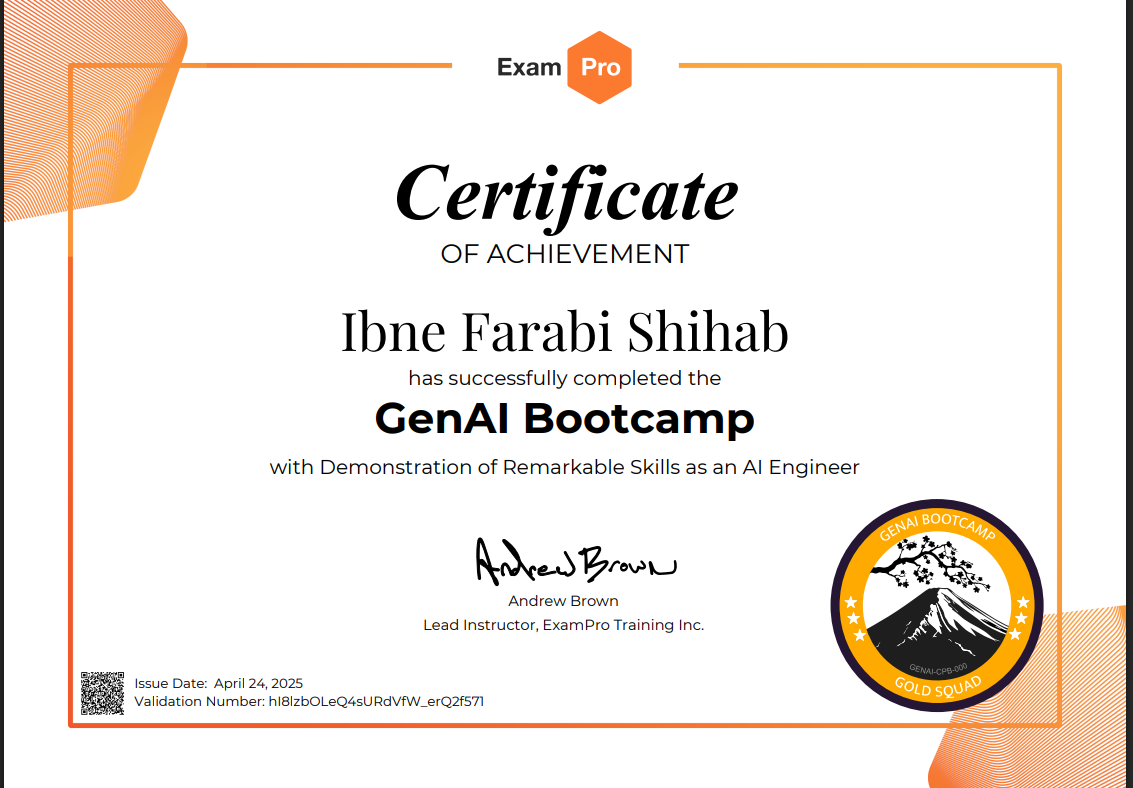 Exam Pro
Certificate
OF ACHIEVEMENT
Ibne Farabi Shihab
has successfully completed the
GenAI Bootcamp
with Demonstration of Remarkable Skills as an AI Engineer
Andrew Brown
Andrew Brown
Lead Instructor, ExamPro Training Inc.
GENAI BOOTCAMP
GENAI-CPB-000
GOLD SQUAD
Issue Date: April 24, 2025
Validation Number: hI8lzbOLeQ4sURdVfW_erQ2f571